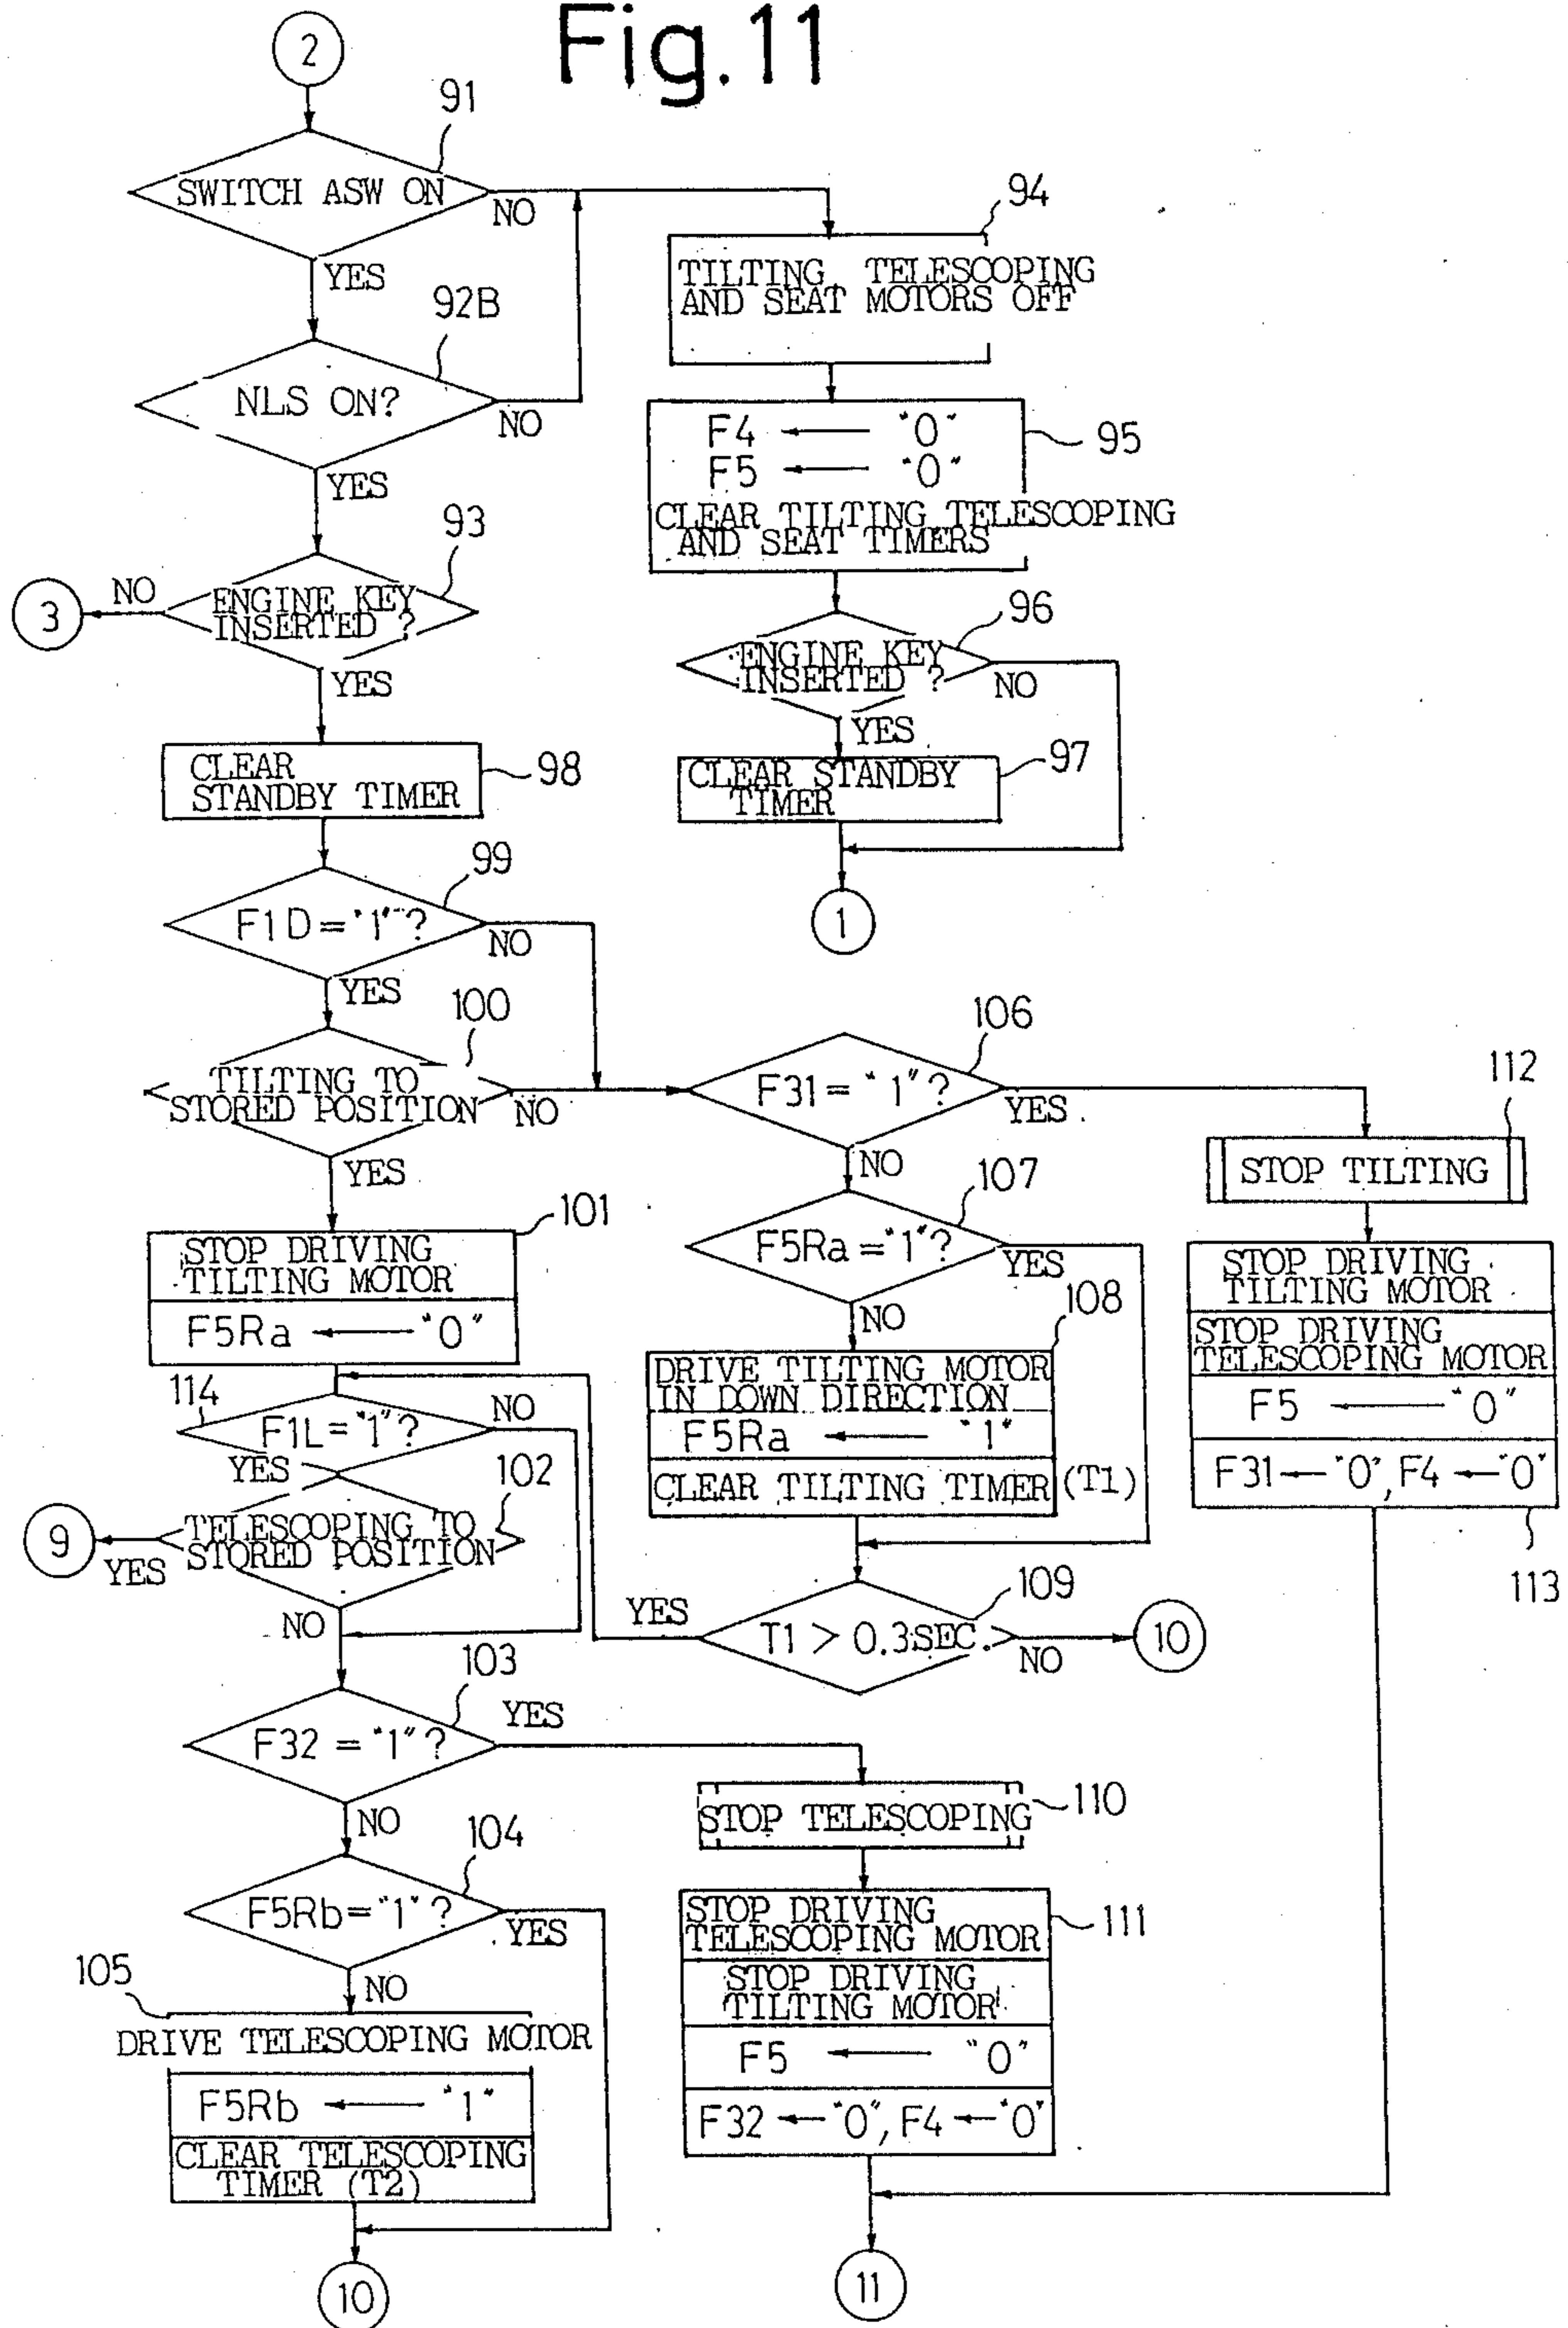 Fig.11
2
91
SWITCH ASW ON
NO
YES
92B
NLS ON?
NO
YES
93
3
NO
ENGINE KEY
INSERTED ?
YES
98
CLEAR
STANDBY TIMER
99
F1D = "1" ?
NO
YES
100
TILTING TO
STORED POSITION
NO
YES
101
STOP DRIVING
TILTING MOTOR
F5Ra ← "0"
114
F1L = "1" ?
NO
YES
102
9
YES
TELESCOPING TO
STORED POSITION
NO
103
F32 = "1" ?
YES
NO
104
F5Rb = "1" ?
YES
NO
105
DRIVE TELESCOPING MOTOR
F5Rb ← "1"
CLEAR TELESCOPING
TIMER (T2)
10
94
TILTING, TELESCOPING
AND SEAT MOTORS OFF
95
F4 ← "0"
F5 ← "0"
CLEAR TILTING TELESCOPING
AND SEAT TIMERS
96
ENGINE KEY
INSERTED ?
NO
YES
97
CLEAR STANDBY
TIMER
1
106
F31 = "1" ?
YES
NO
107
F5Ra = "1" ?
YES
NO
108
DRIVE TILTING MOTOR
IN DOWN DIRECTION
F5Ra ← "1"
CLEAR TILTING TIMER (T1)
109
YES
T1 > 0.3 SEC.
NO
10
110
STOP TELESCOPING
111
STOP DRIVING
TELESCOPING MOTOR
STOP DRIVING
TILTING MOTOR
F5 ← "0"
F32 ← "0", F4 ← "0"
11
112
STOP TILTING
STOP DRIVING
TILTING MOTOR
STOP DRIVING
TELESCOPING MOTOR
F5 ← "0"
F31 ← "0", F4 ← "0"
113